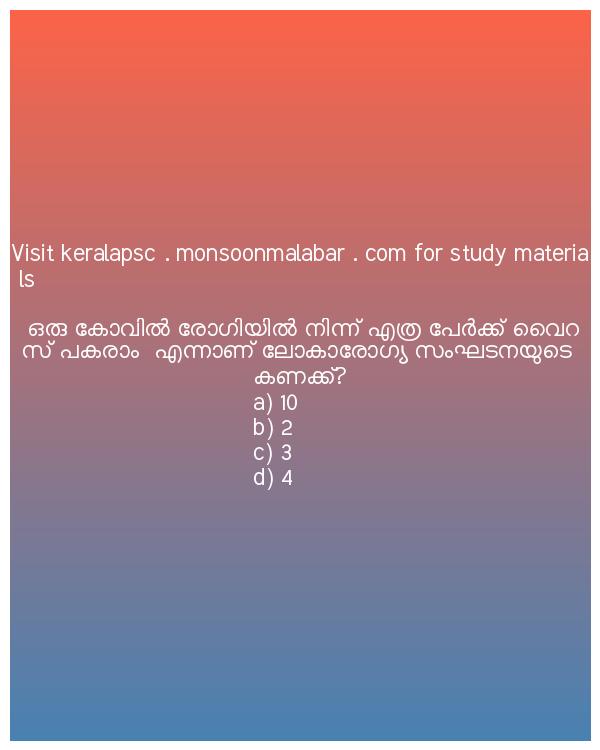 Visit keralapsc . monsoonmalabar . com for study materia
ls
ഒരു കോവിൽ രോഗിയിൽ നിന്ന് എത്ര പേർക്ക് വൈറ
സ് പകരാം എന്നാണ് ലോകാരോഗ്യ സംഘടനയുടെ
കണക്ക്?
a) 10
b) 2
c) 3
d) 4